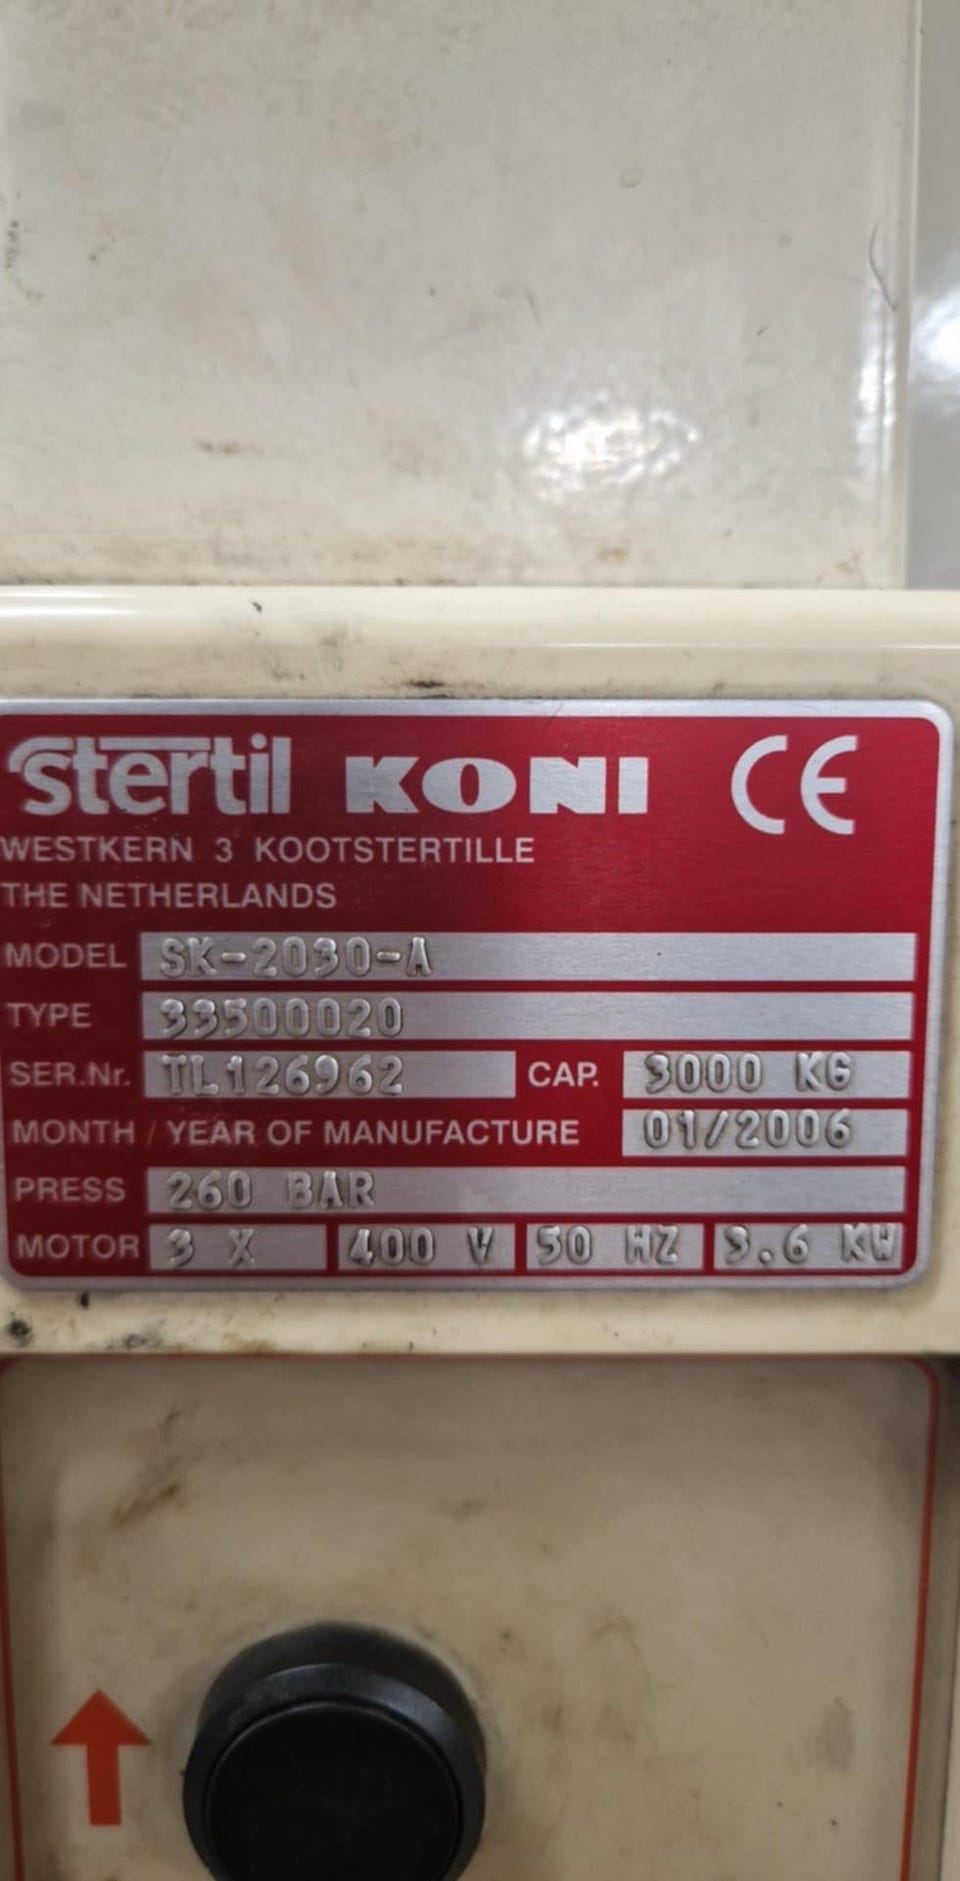 stertil KONI CE
WESTKERN 3 KOOTSTERTILLE
THE NETHERLANDS
MODEL SK-2030-A
TYPE 33500020
SER.Nr. TL126962 CAP. 3000 KG
MONTH / YEAR OF MANUFACTURE 01/2006
PRESS 260 BAR
MOTOR 3 X 400 V 50 HZ 3.6 KW